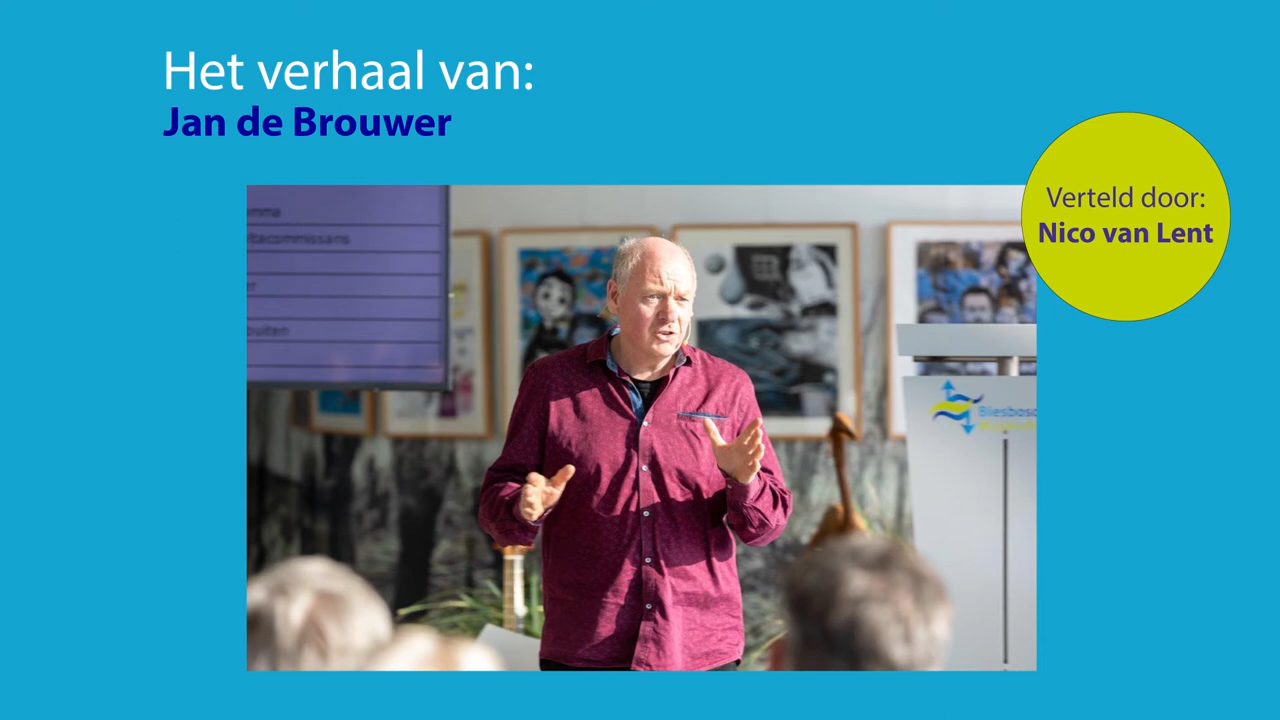 Het verhaal van:
Jan de Brouwer
Verteld door:
Nico van Lent